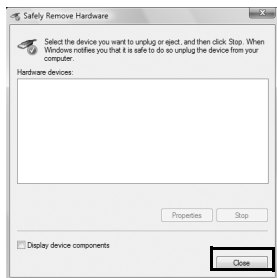 Safely Remove Hardware
Select the device you want to unplug or eject, and then click Stop. When
Windows notifies you that it is safe to do so unplug the device from your
computer.
Hardware devices:
Properties Stop
Display device components
Close